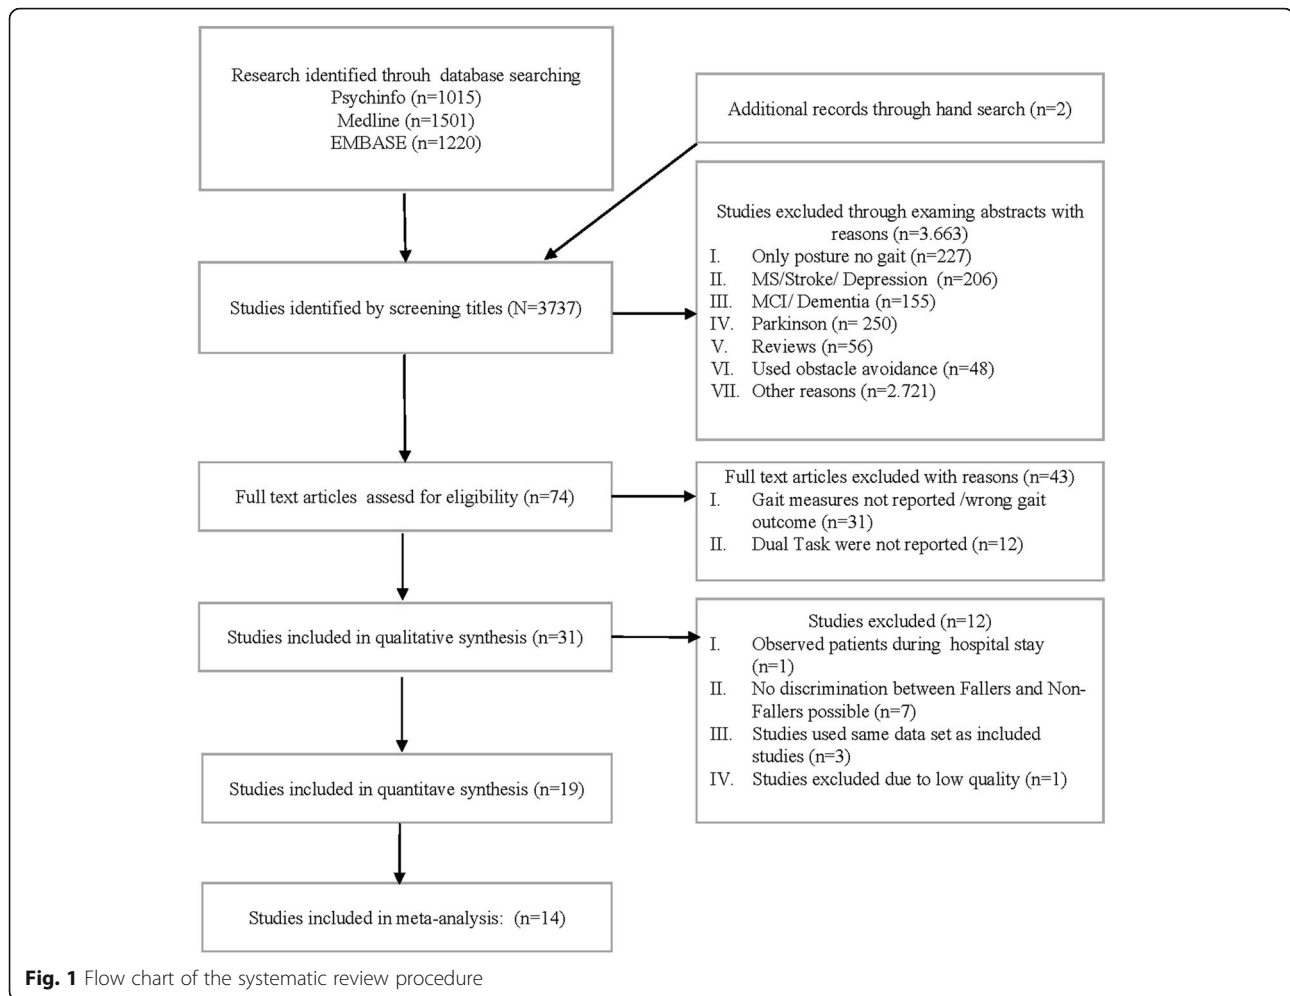 Research identified throuh database searching
Psychinfo (n=1015)
Medline (n=1501)
EMBASE (n=1220)
Additional records through hand search (n=2)
Studies identified by screening titles (N=3737)
Studies excluded through examing abstracts with
reasons (n=3.663)
I. Only posture no gait (n=227)
II. MS/Stroke/ Depression (n=206)
III. MCI/ Dementia (n=155)
IV. Parkinson (n= 250)
V. Reviews (n=56)
VI. Used obstacle avoidance (n=48)
VII. Other reasons (n=2.721)
Full text articles assesd for eligibility (n=74)
Full text articles excluded with reasons (n=43)
I. Gait measures not reported /wrong gait
outcome (n=31)
II. Dual Task were not reported (n=12)
Studies included in qualitative synthesis (n=31)
Studies excluded (n=12)
I. Observed patients during hospital stay
(n=1)
II. No discrimination between Fallers and Non-
Fallers possible (n=7)
III. Studies used same data set as included
studies (n=3)
IV. Studies excluded due to low quality (n=1)
Studies included in quantitave synthesis (n=19)
Studies included in meta-analysis: (n=14)
Fig. 1 Flow chart of the systematic review procedure